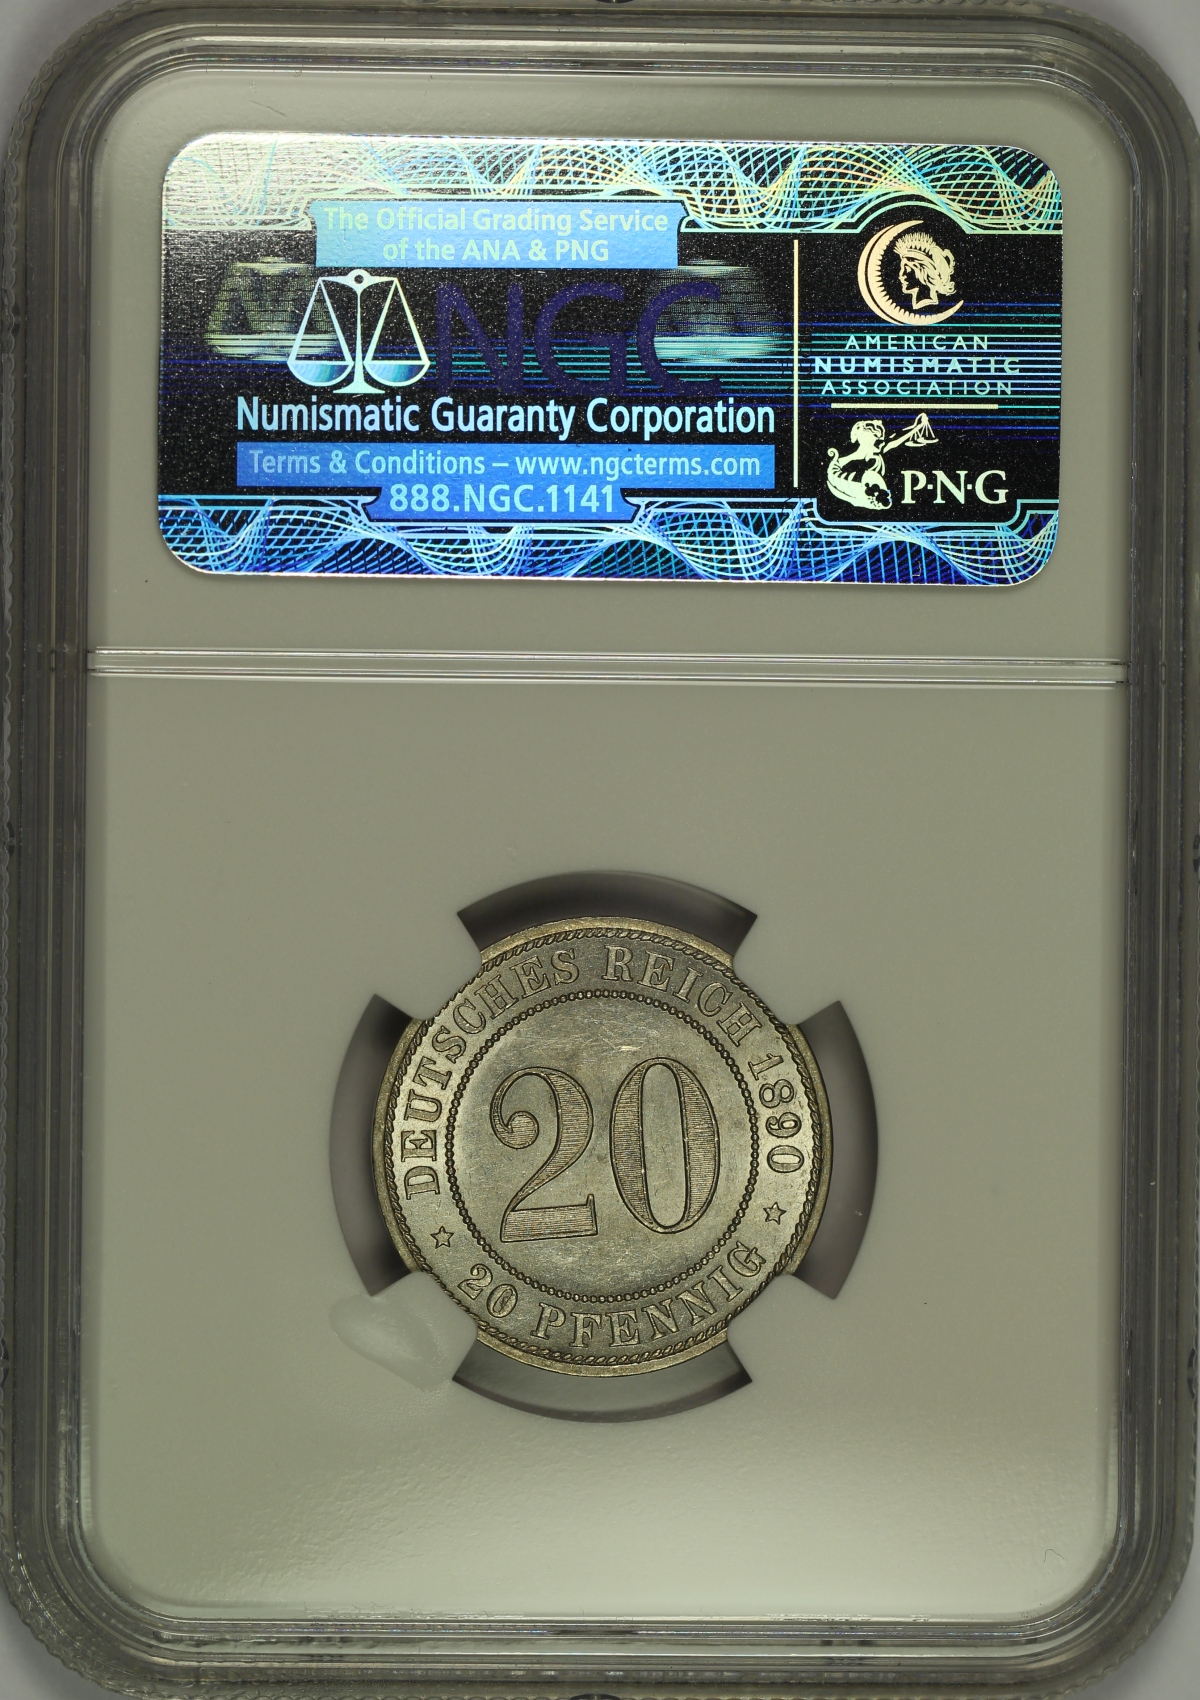 The Official Grading Service
of the ANA & PNG
NGC
Numismatic Guaranty Corporation
Terms & Conditions – www.ngcterms.com
888.NGC.1141
AMERICAN
NUMISMATIC
ASSOCIATION
P·N·G
DEUTSCHES REICH 1890
20
20 PFENNIG